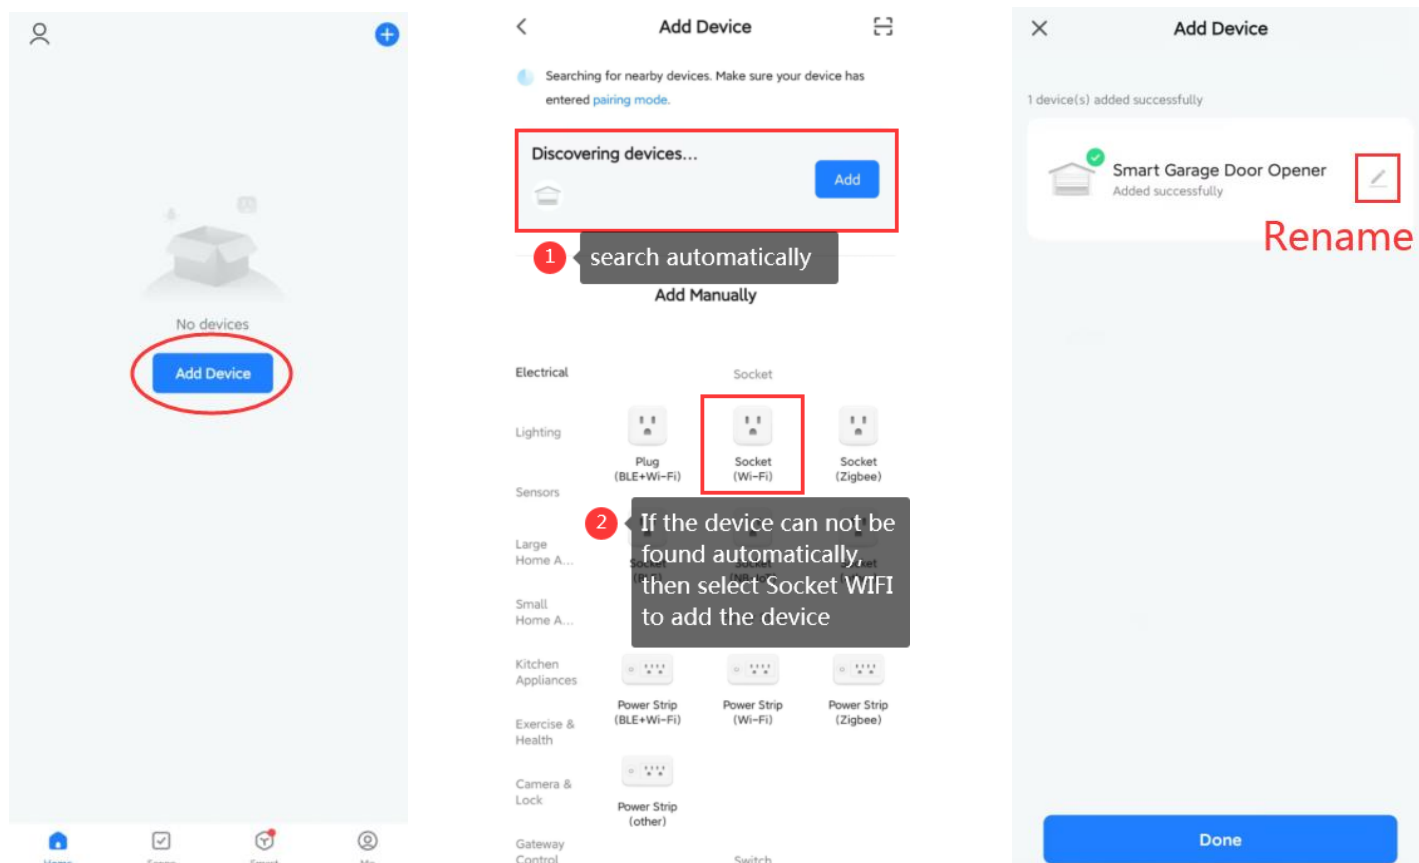 No devices
Add Device
Home
Scene
Smart
Me
Add Device
Searching for nearby devices. Make sure your device has
entered pairing mode.
Discovering devices...
Add
1
search automatically
Add Manually
Electrical
Lighting
Sensors
Large
Home A...
Small
Home A...
Kitchen
Appliances
Exercise &
Health
Camera &
Lock
Gateway
Control
Socket
Plug
(BLE+Wi-Fi)
Socket
(Wi-Fi)
Socket
(Zigbee)
2
If the device can not be
found automatically,
then select Socket WIFI
to add the device
Power Strip
(BLE+Wi-Fi)
Power Strip
(Wi-Fi)
Power Strip
(Zigbee)
Power Strip
(other)
Switch
Add Device
1 device(s) added successfully
Smart Garage Door Opener
Added successfully
Rename
Done